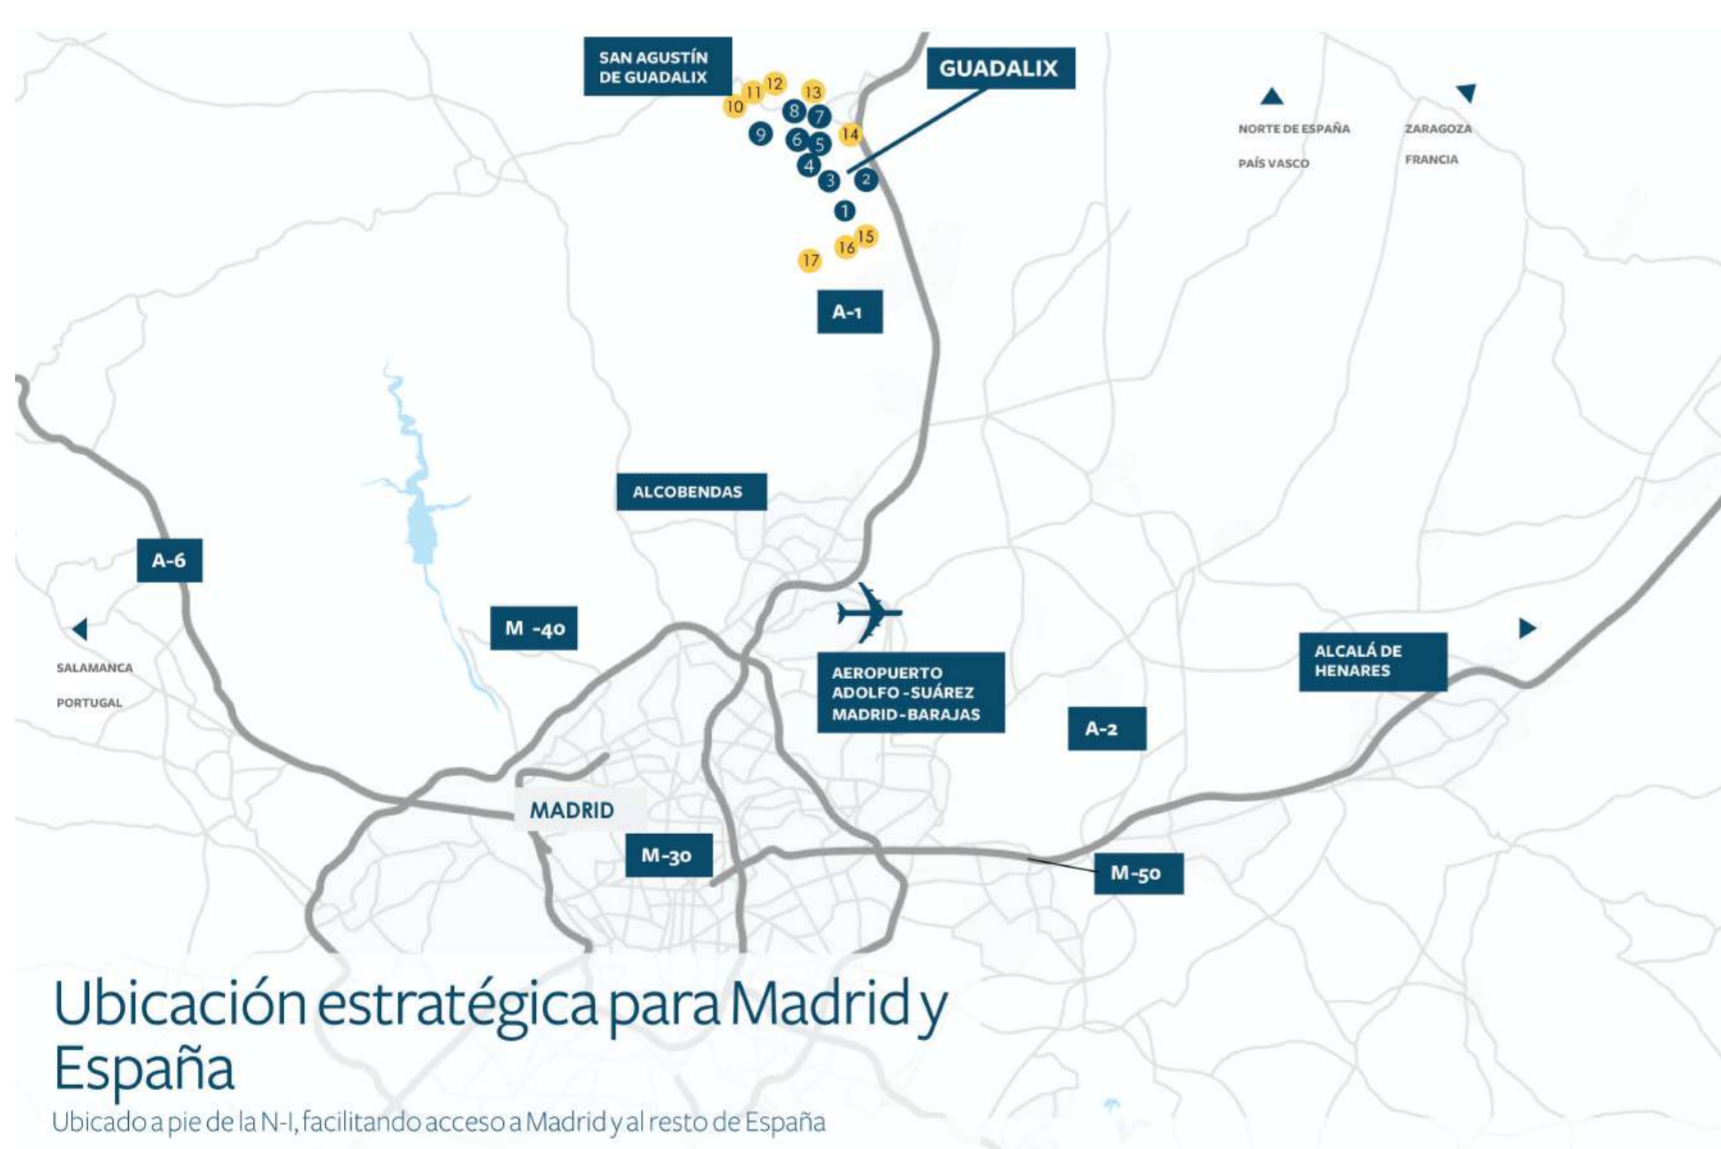 SAN AGUSTÍN
DE GUADALIX
GUADALIX
12
11
13
10
8
7
9
14
6
5
4
3
2
1
15
16
17
NORTE DE ESPAÑA
PAÍS VASCO
ZARAGOZA
FRANCIA
A-1
ALCOBENDAS
A-6
M -40
SALAMANCA
PORTUGAL
AEROPUERTO
ADOLFO-SUÁREZ
MADRID-BARAJAS
ALCALÁ DE
HENARES
A-2
MADRID
M-30
M-50
Ubicación estratégica para Madrid y
España
Ubicado a pie de la N-I, facilitando acceso a Madrid y al resto de España